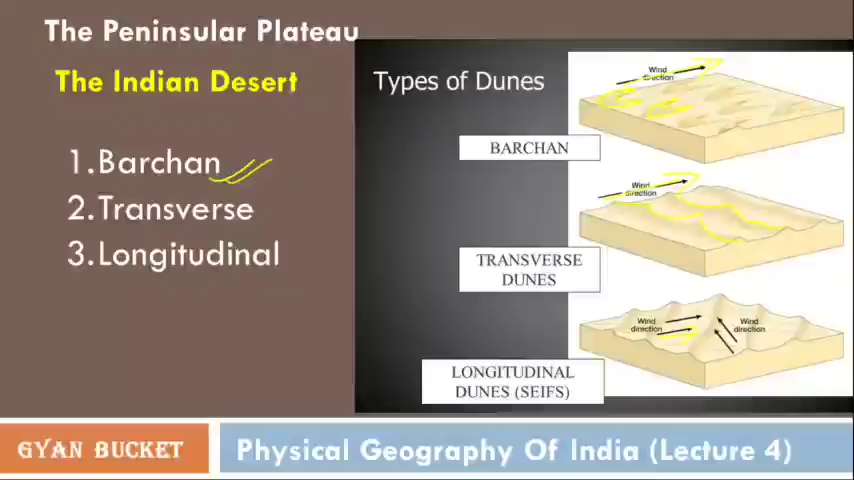 The Peninsular Plateau
The Indian Desert
1.Barchan
2.Transverse
3.Longitudinal
Types of Dunes
Wind
direction
BARCHAN
Wind
direction
TRANSVERSE
DUNES
Wind
direction
Wind
direction
LONGITUDINAL
DUNES (SEIFS)
GYAN BUCKET
Physical Geography Of India (Lecture 4)